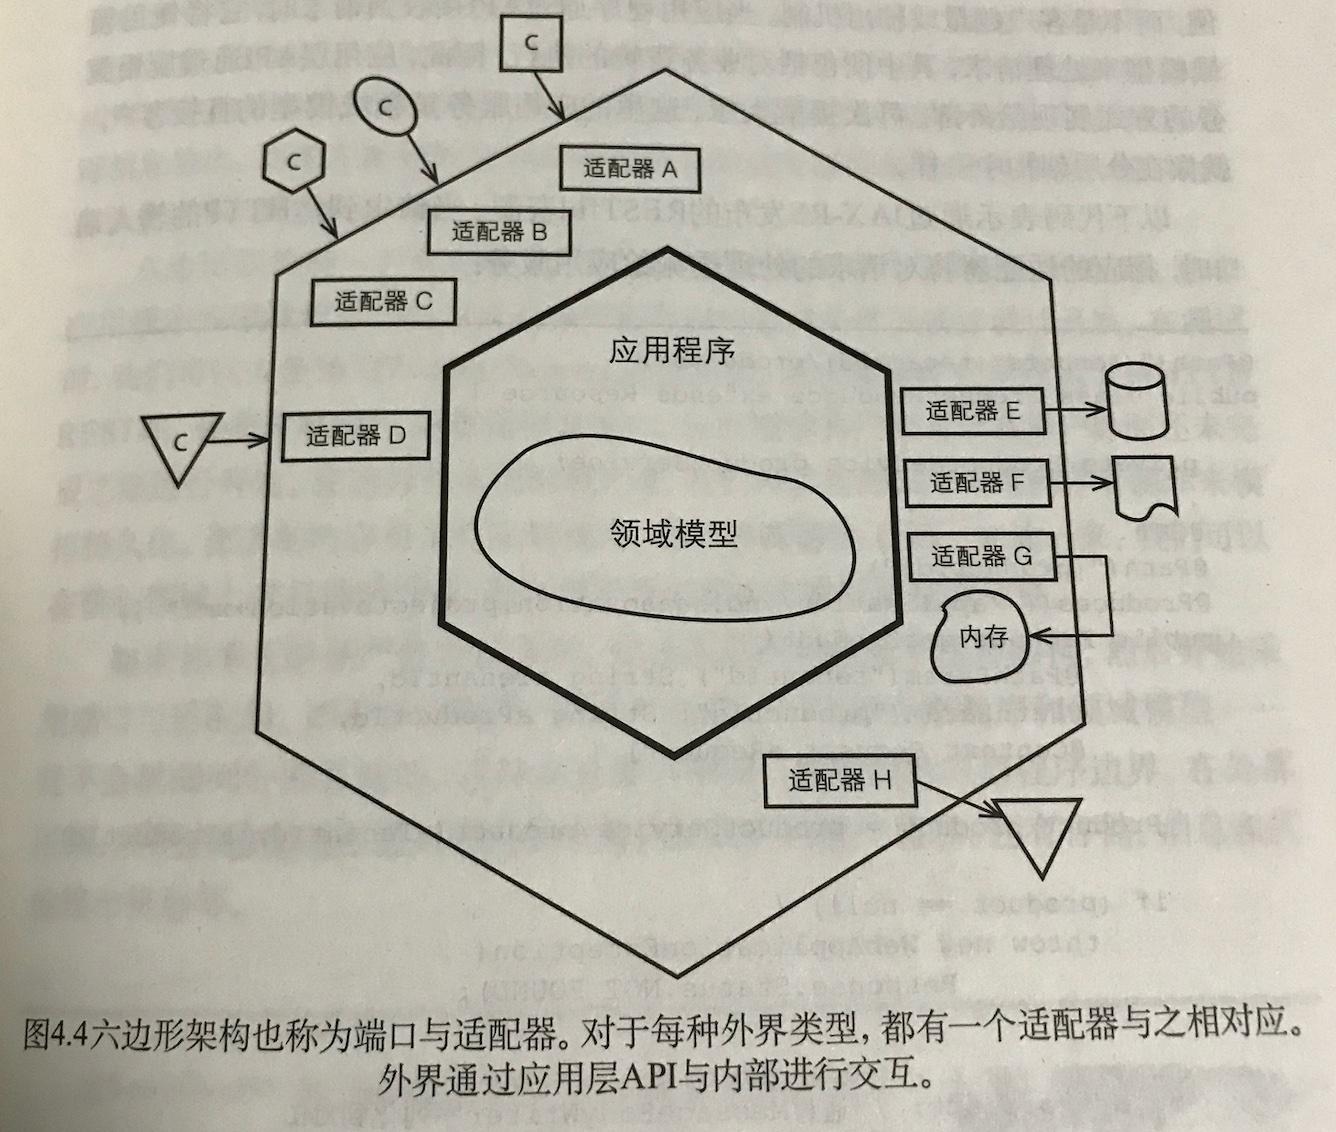 C
C
C
适配器 A
适配器 B
适配器 C
应用程序
C
适配器 D
适配器 E
适配器 F
领域模型
适配器 G
内存
适配器 H
图4.4六边形架构也称为端口与适配器。对于每种外界类型，都有一个适配器与之相对应。
外界通过应用层API与内部进行交互。